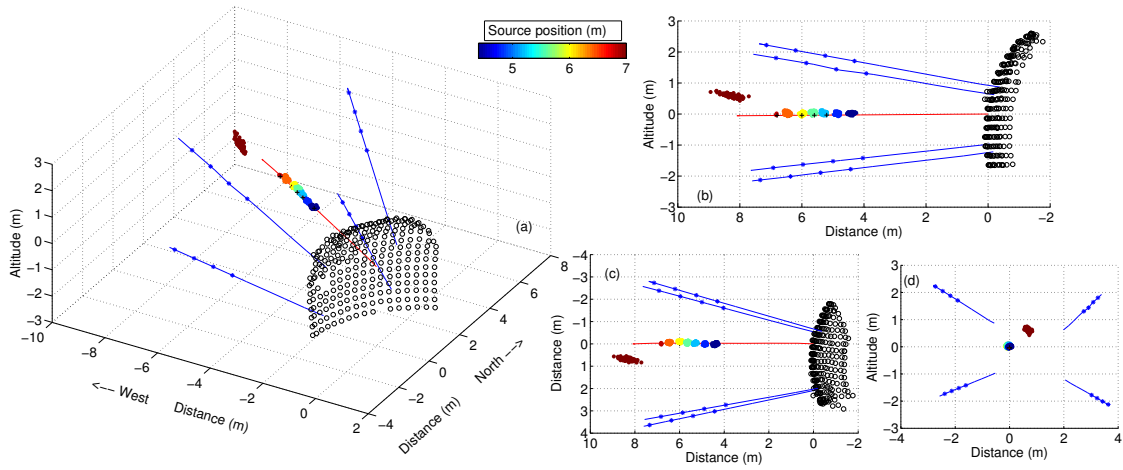 Source position (m)
5 6 7
(a)
Altitude (m)
3
2
1
0
−1
−2
−3
−10 −8 −6 −4 −2 0 2
<−− West Distance (m)
−4 −2 0 2 4 6 8
Distance (m) North −−>
(b)
Altitude (m)
3
2
1
0
−1
−2
−3
10 8 6 4 2 0 −2
Distance (m)
(c)
Distance (m)
−4
−3
−2
−1
0
1
2
3
4
10 8 6 4 2 0 −2
Distance (m)
(d)
Altitude (m)
3
2
1
0
−1
−2
−3
−4 −2 0 2 4
Distance (m)